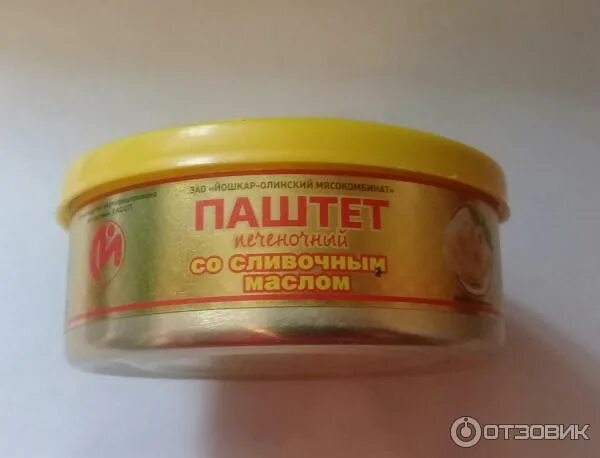 ЗАО «ЙОШКАР-ОЛИНСКИЙ МЯСОКОМБИНАТ»
ПАШТЕТ
печеночный
со сливочным
маслом
ОТЗОВИК